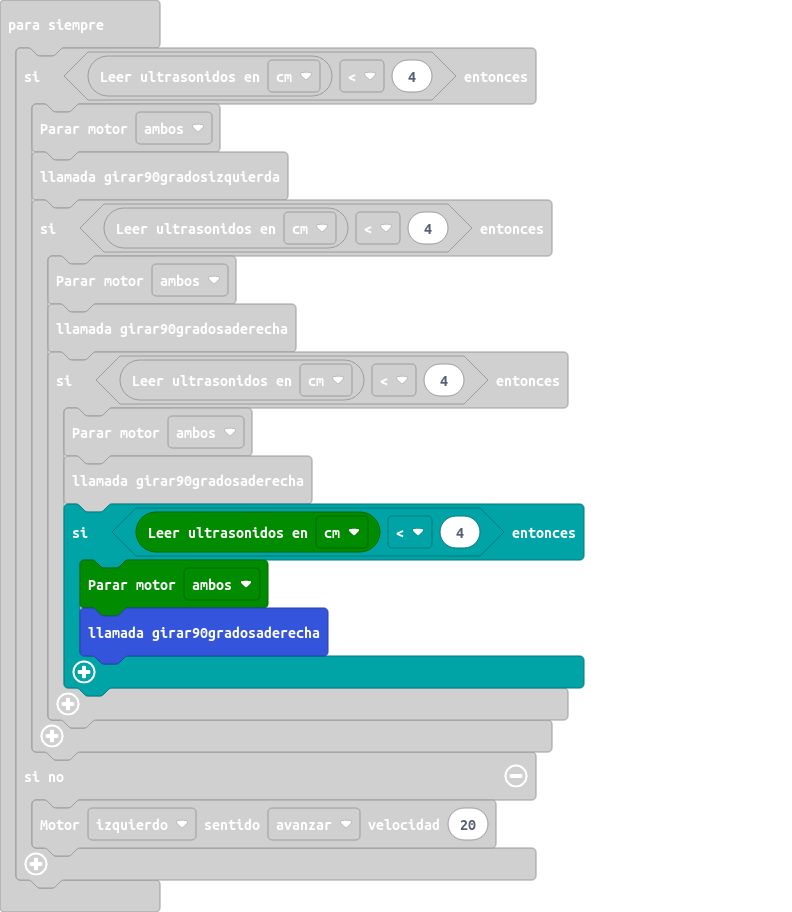 para siempre
si Leer ultrasonidos en cm < 4 entonces
Parar motor ambos
llamada girar90gradosizquierda
si Leer ultrasonidos en cm < 4 entonces
Parar motor ambos
llamada girar90gradosaderecha
si Leer ultrasonidos en cm < 4 entonces
Parar motor ambos
llamada girar90gradosaderecha
si Leer ultrasonidos en cm < 4 entonces
Parar motor ambos
llamada girar90gradosaderecha
si no
Motor izquierdo sentido avanzar velocidad 20